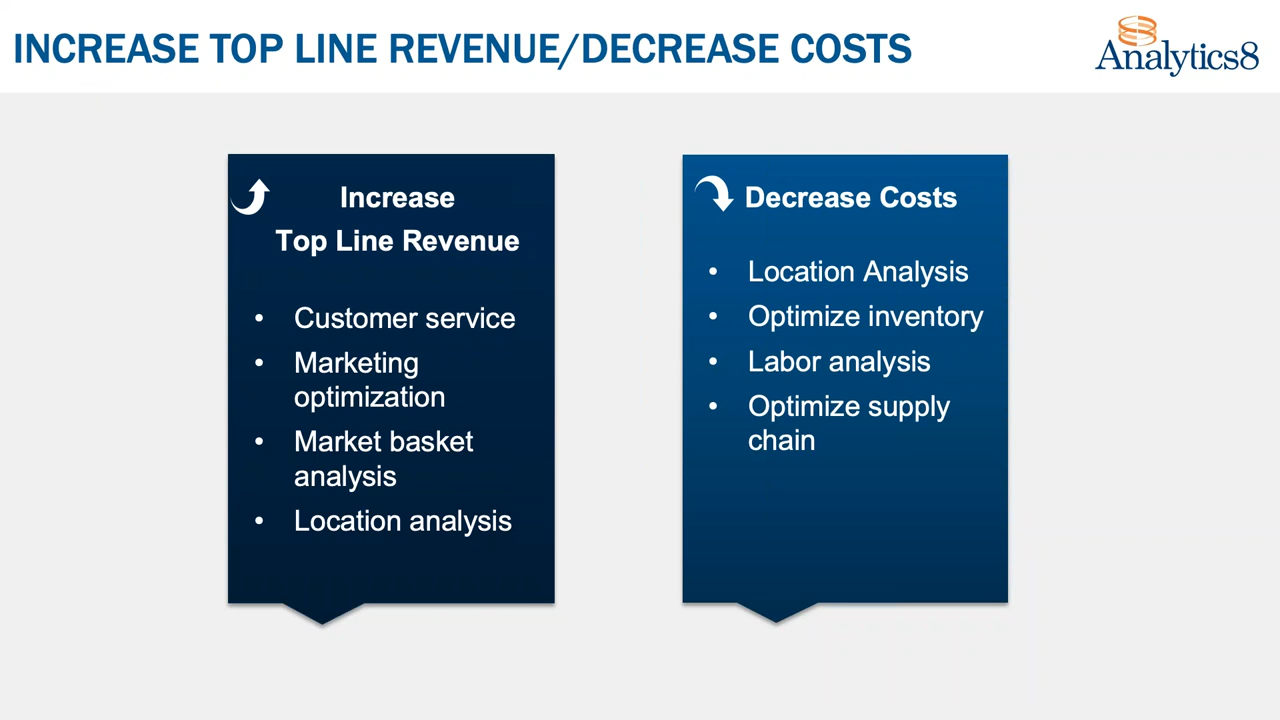 INCREASE TOP LINE REVENUE/DECREASE COSTS
Analytics8
Increase
Top Line Revenue
• Customer service
• Marketing
optimization
• Market basket
analysis
• Location analysis
Decrease Costs
• Location Analysis
• Optimize inventory
• Labor analysis
• Optimize supply
chain